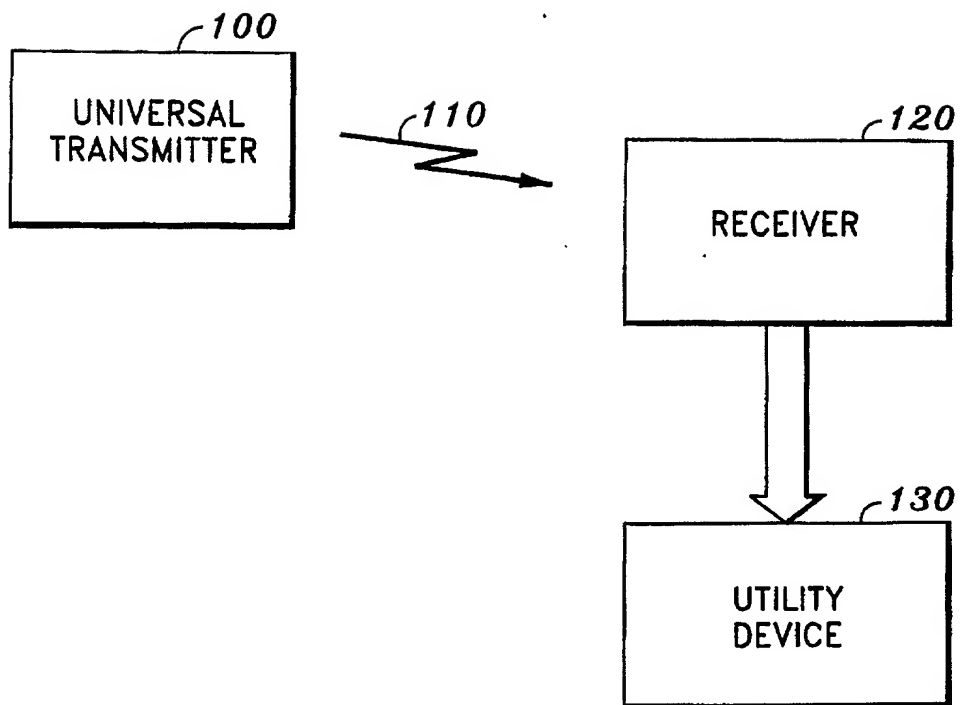 100
UNIVERSAL
TRANSMITTER
110
120
RECEIVER
130
UTILITY
DEVICE